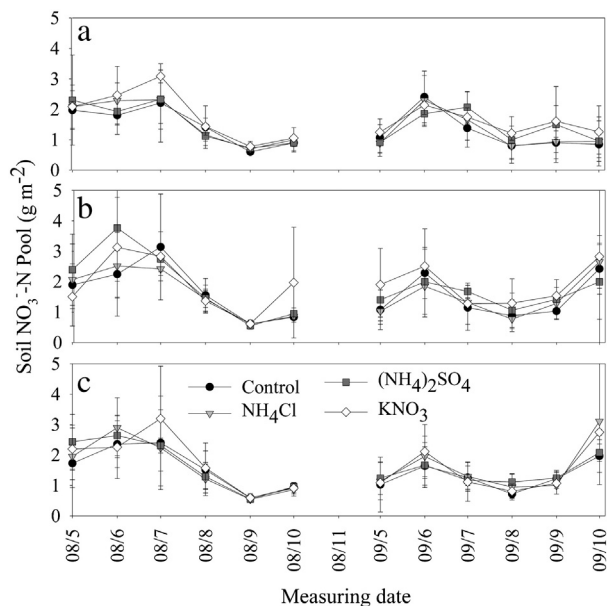 a
5
4
3
2
1
0
b
5
4
3
2
1
0
c
5
4
3
2
1
0
Soil NO₃⁻-N Pool (g m⁻²)
Control
(NH₄)₂SO₄
NH₄Cl
KNO₃
08/5 08/6 08/7 08/8 08/9 08/10 08/11 09/5 09/6 09/7 09/8 09/9 09/10
Measuring date